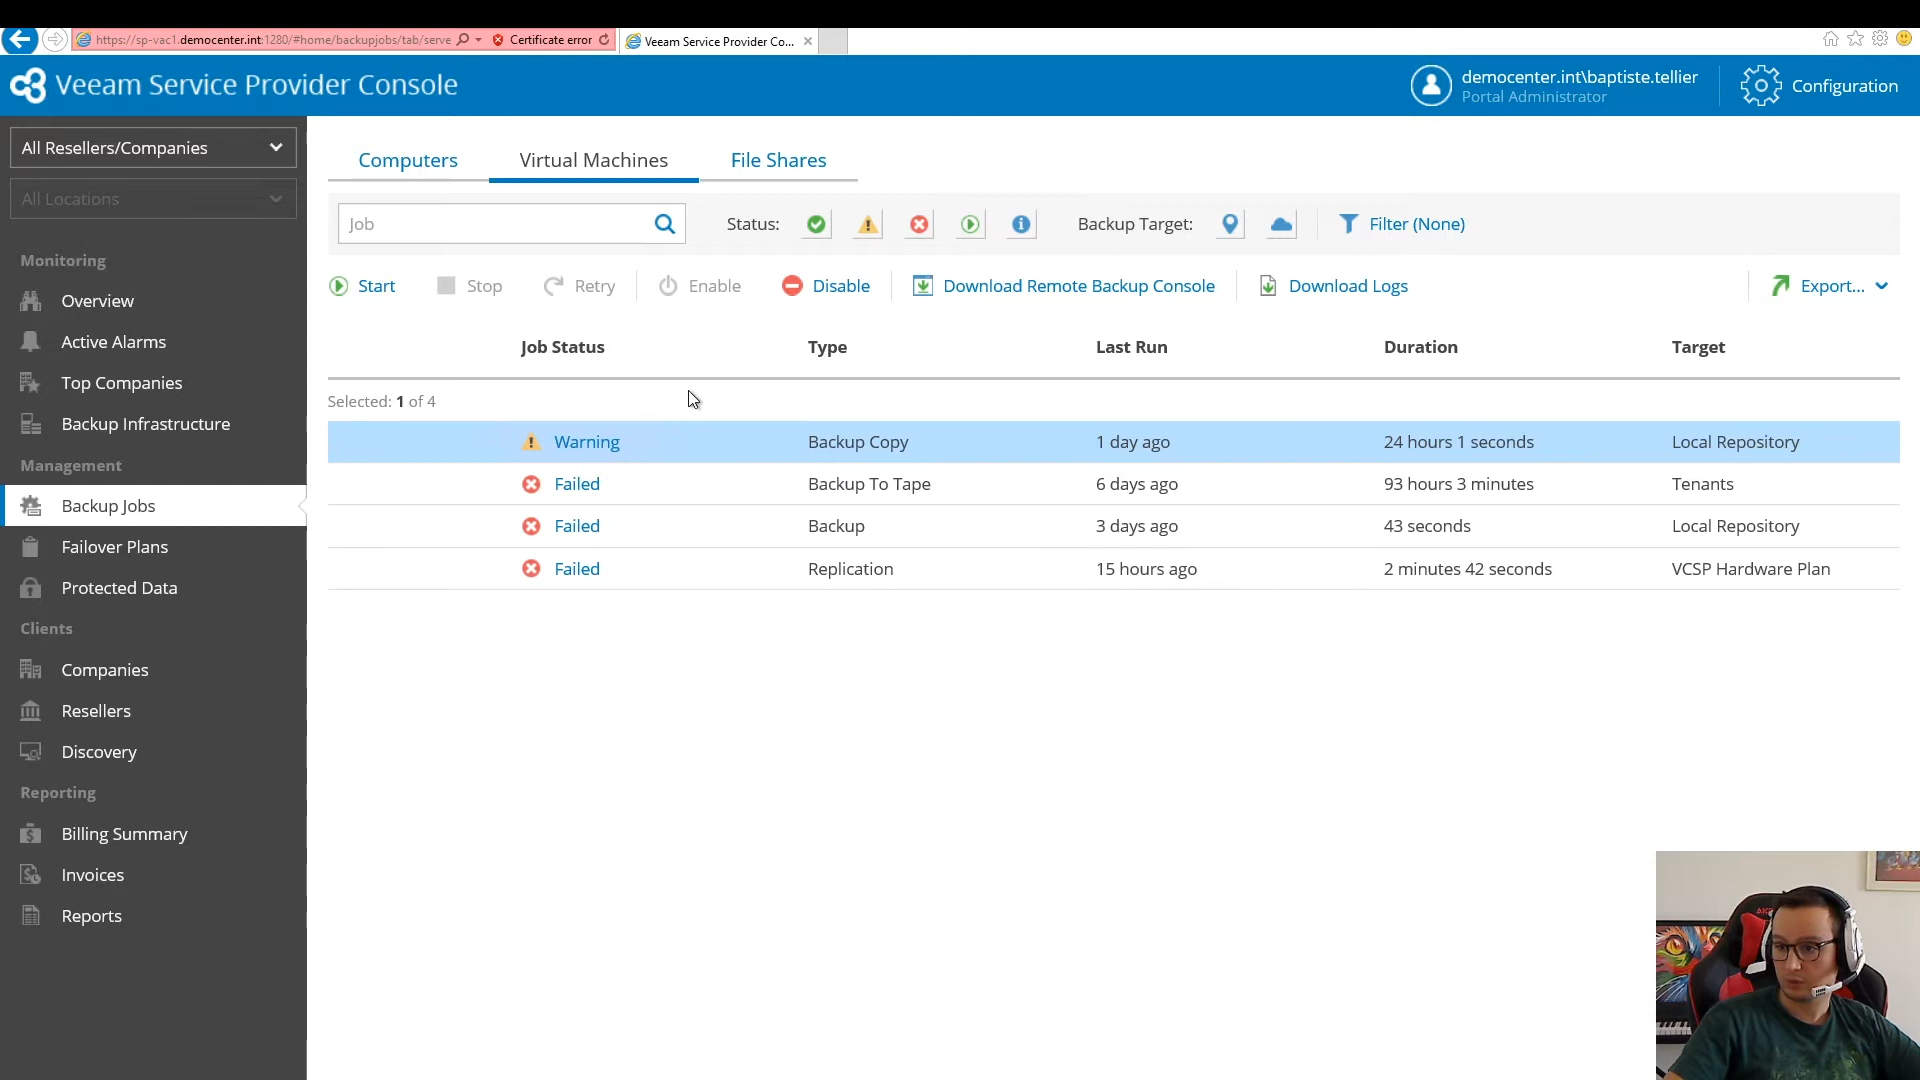 https://sp-vac1.democenter.int:1280/#home/backupjobs/tab/serve
Certificate error
Veeam Service Provider Co...
Veeam Service Provider Console
democenter.int\baptiste.tellier
Portal Administrator
Configuration
All Resellers/Companies
All Locations
Monitoring
Overview
Active Alarms
Top Companies
Backup Infrastructure
Management
Backup Jobs
Failover Plans
Protected Data
Clients
Companies
Resellers
Discovery
Reporting
Billing Summary
Invoices
Reports
Computers Virtual Machines File Shares
Job Status: Backup Target: Filter (None)
Start Stop Retry Enable Disable Download Remote Backup Console Download Logs Export...
Job Status Type Last Run Duration Target
Selected: 1 of 4
Warning Backup Copy 1 day ago 24 hours 1 seconds Local Repository
Failed Backup To Tape 6 days ago 93 hours 3 minutes Tenants
Failed Backup 3 days ago 43 seconds Local Repository
Failed Replication 15 hours ago 2 minutes 42 seconds VCSP Hardware Plan